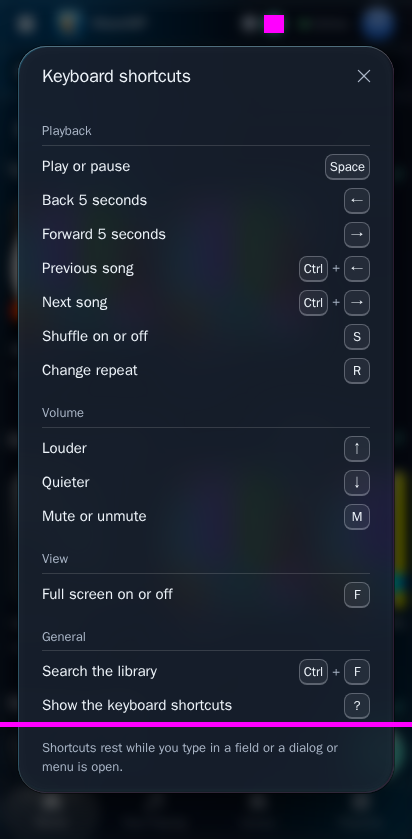 Keyboard shortcuts
Playback
Play or pause Space
Back 5 seconds ←
Forward 5 seconds →
Previous song Ctrl + ←
Next song Ctrl + →
Shuffle on or off S
Change repeat R
Volume
Louder ↑
Quieter ↓
Mute or unmute M
View
Full screen on or off F
General
Search the library Ctrl + F
Show the keyboard shortcuts ?
Shortcuts rest while you type in a field or a dialog or
menu is open.